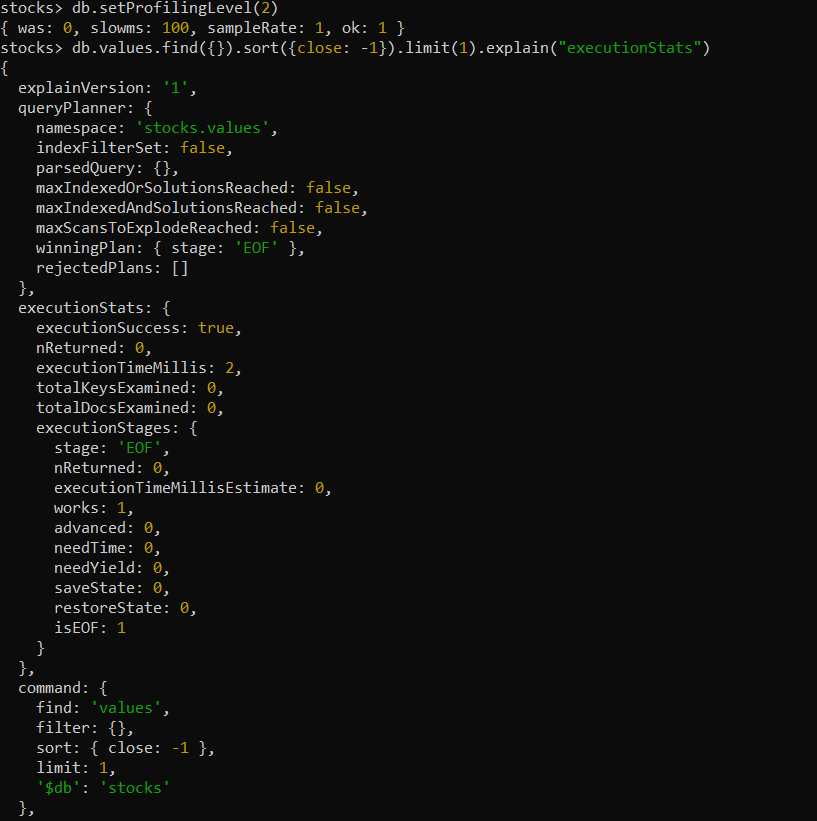 stocks> db.setProfilingLevel(2)
{ was: 0, slowms: 100, sampleRate: 1, ok: 1 }
stocks> db.values.find({}).sort({close: -1}).limit(1).explain("executionStats")
{
  explainVersion: '1',
  queryPlanner: {
    namespace: 'stocks.values',
    indexFilterSet: false,
    parsedQuery: {},
    maxIndexedOrSolutionsReached: false,
    maxIndexedAndSolutionsReached: false,
    maxScansToExplodeReached: false,
    winningPlan: { stage: 'EOF' },
    rejectedPlans: []
  },
  executionStats: {
    executionSuccess: true,
    nReturned: 0,
    executionTimeMillis: 2,
    totalKeysExamined: 0,
    totalDocsExamined: 0,
    executionStages: {
      stage: 'EOF',
      nReturned: 0,
      executionTimeMillisEstimate: 0,
      works: 1,
      advanced: 0,
      needTime: 0,
      needYield: 0,
      saveState: 0,
      restoreState: 0,
      isEOF: 1
    }
  },
  command: {
    find: 'values',
    filter: {},
    sort: { close: -1 },
    limit: 1,
    '$db': 'stocks'
  },